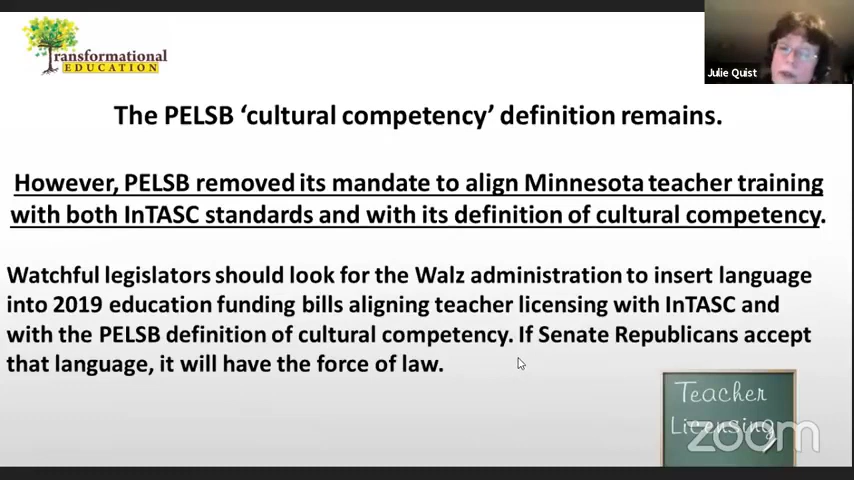 Transformational
EDUCATION
Julie Quist
The PELSB ‘cultural competency’ definition remains.
However, PELSB removed its mandate to align Minnesota teacher training
with both InTASC standards and with its definition of cultural competency.
Watchful legislators should look for the Walz administration to insert language
into 2019 education funding bills aligning teacher licensing with InTASC and
with the PELSB definition of cultural competency. If Senate Republicans accept
that language, it will have the force of law.
Teacher
Licensing
zoom